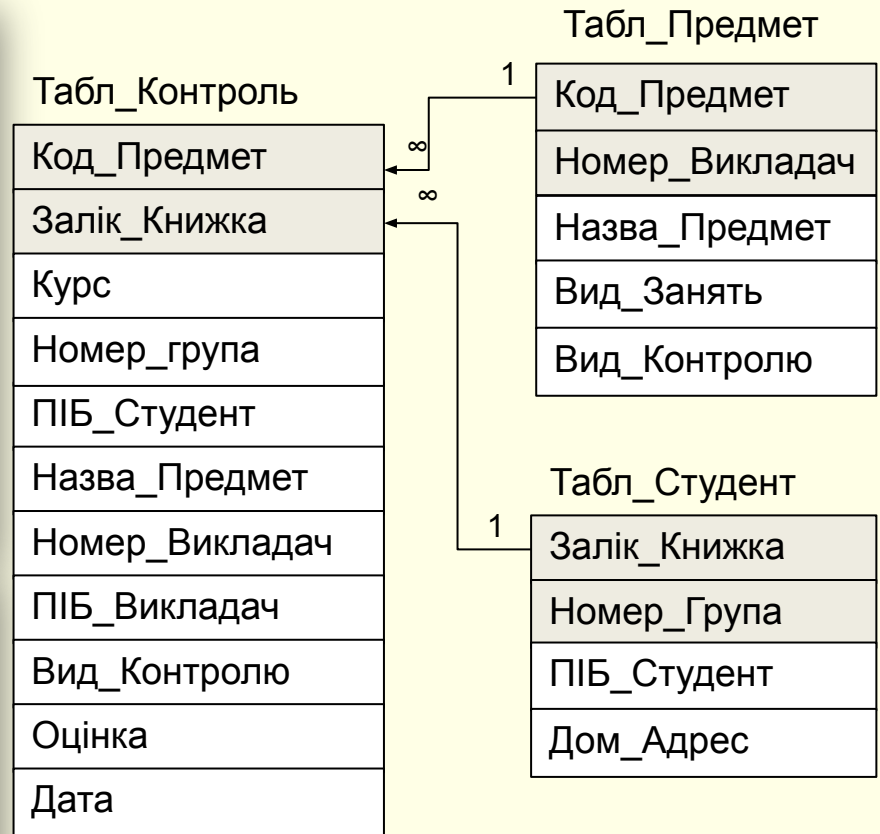 Табл_Контроль
Код_Предмет
Залік_Книжка
Курс
Номер_група
ПІБ_Студент
Назва_Предмет
Номер_Викладач
ПІБ_Викладач
Вид_Контролю
Оцінка
Дата
∞
1
∞
1
Табл_Предмет
Код_Предмет
Номер_Викладач
Назва_Предмет
Вид_Занять
Вид_Контролю
Табл_Студент
Залік_Книжка
Номер_Група
ПІБ_Студент
Дом_Адрес